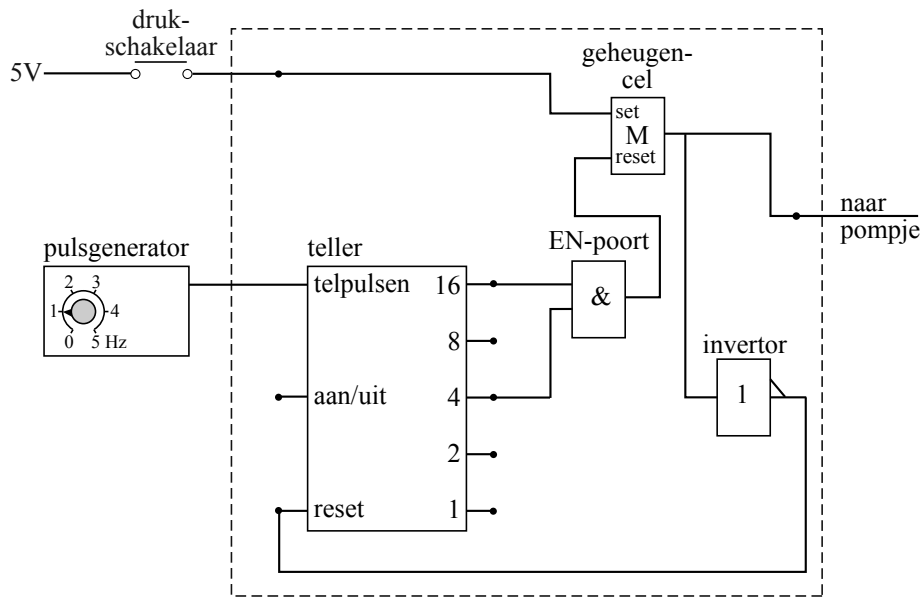 druk-
schakelaar
5V
geheugen-
cel
set
M
reset
naar
pompje
pulsgenerator
2 3
1 4
0 5 Hz
teller
telpulsen 16
8
aan/uit 4
2
reset 1
EN-poort
&
invertor
1